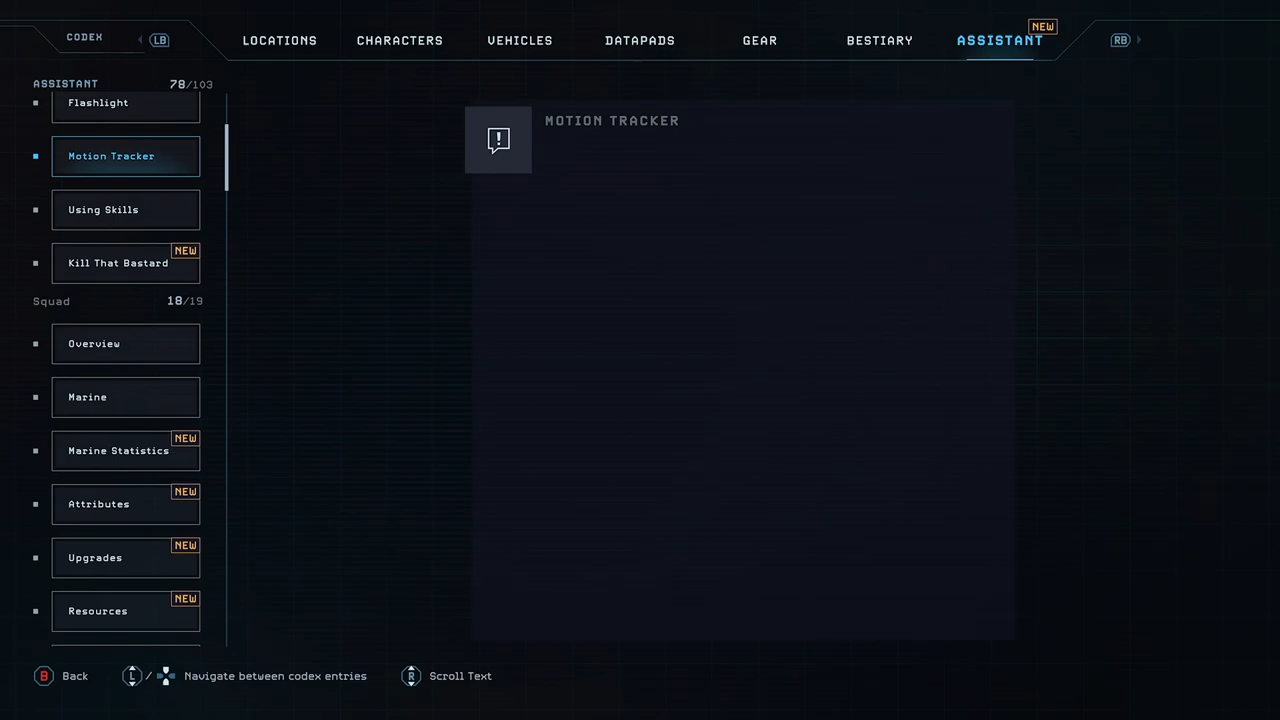 CODEX
LB
LOCATIONS
CHARACTERS
VEHICLES
DATAPADS
GEAR
BESTIARY
ASSISTANT
NEW
RB
ASSISTANT 78/103
Flashlight
Motion Tracker
Using Skills
Kill That Bastard
NEW
Squad 18/19
Overview
Marine
Marine Statistics
NEW
Attributes
NEW
Upgrades
NEW
Resources
NEW
MOTION TRACKER
B Back
L / Navigate between codex entries
R Scroll Text